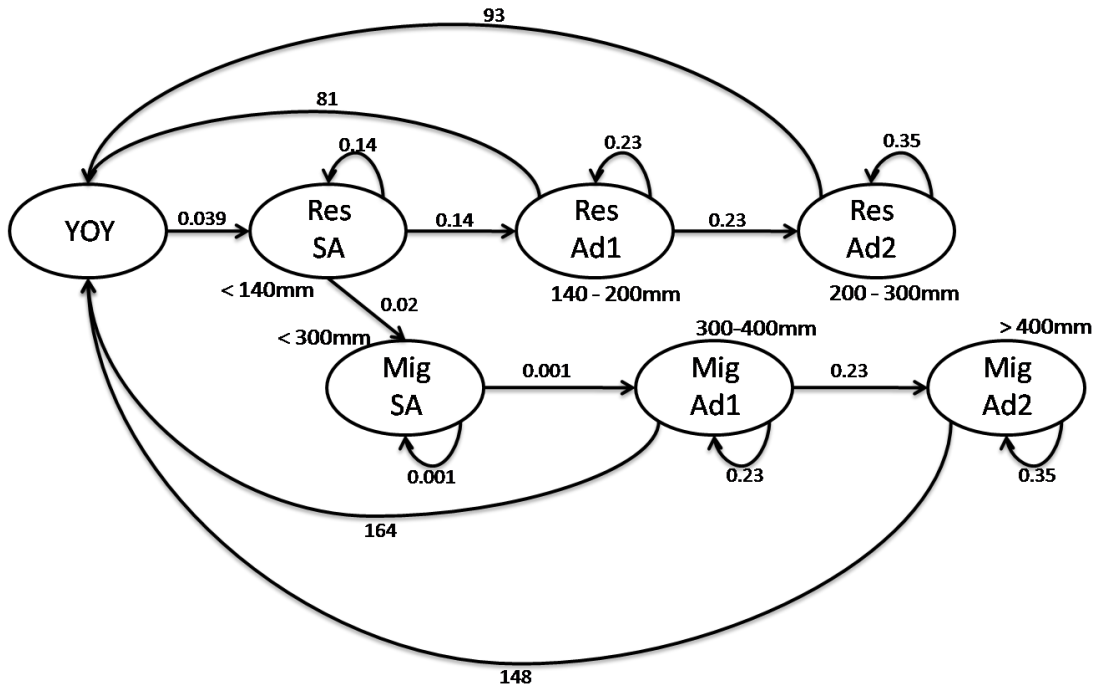 93
81
0.14
0.23
0.35
YOY
0.039
Res
SA
0.14
Res
Ad1
0.23
Res
Ad2
< 140mm
140 - 200mm
200 - 300mm
0.02
< 300mm
300-400mm
> 400mm
Mig
SA
0.001
Mig
Ad1
0.23
Mig
Ad2
0.001
0.23
0.35
164
148